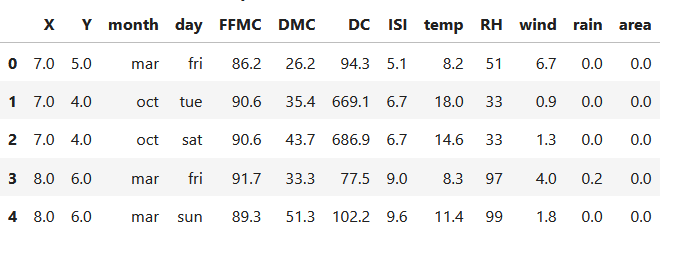 X Y month day FFMC DMC DC ISI temp RH wind rain area
0 7.0 5.0 mar fri 86.2 26.2 94.3 5.1 8.2 51 6.7 0.0 0.0
1 7.0 4.0 oct tue 90.6 35.4 669.1 6.7 18.0 33 0.9 0.0 0.0
2 7.0 4.0 oct sat 90.6 43.7 686.9 6.7 14.6 33 1.3 0.0 0.0
3 8.0 6.0 mar fri 91.7 33.3 77.5 9.0 8.3 97 4.0 0.2 0.0
4 8.0 6.0 mar sun 89.3 51.3 102.2 9.6 11.4 99 1.8 0.0 0.0